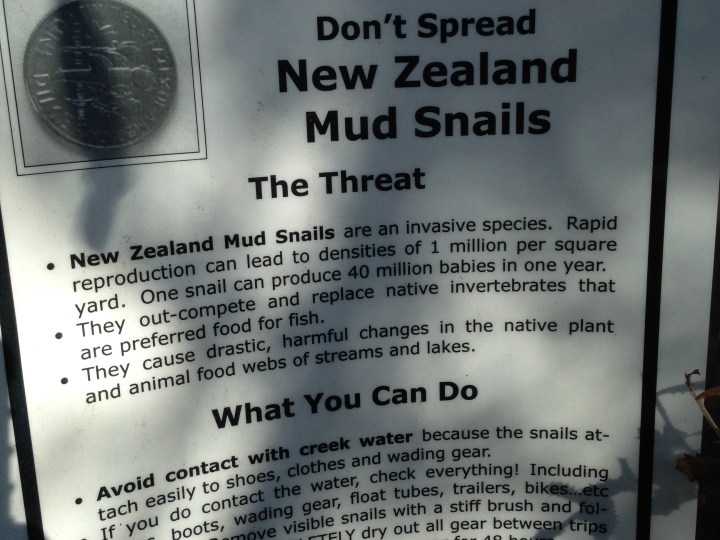 Don't Spread
New Zealand
Mud Snails
The Threat
• New Zealand Mud Snails are an invasive species. Rapid
reproduction can lead to densities of 1 million per square
yard. One snail can produce 40 million babies in one year.
• They out-compete and replace native invertebrates that
are preferred food for fish.
• They cause drastic, harmful changes in the native plant
and animal food webs of streams and lakes.
What You Can Do
• Avoid contact with creek water because the snails at-
tach easily to shoes, clothes and wading gear.
If you do contact the water, check everything! Including
boots, wading gear, float tubes, trailers, bikes...etc
Remove visible snails with a stiff brush and fol-
dry out all gear between trips
for 48 hours